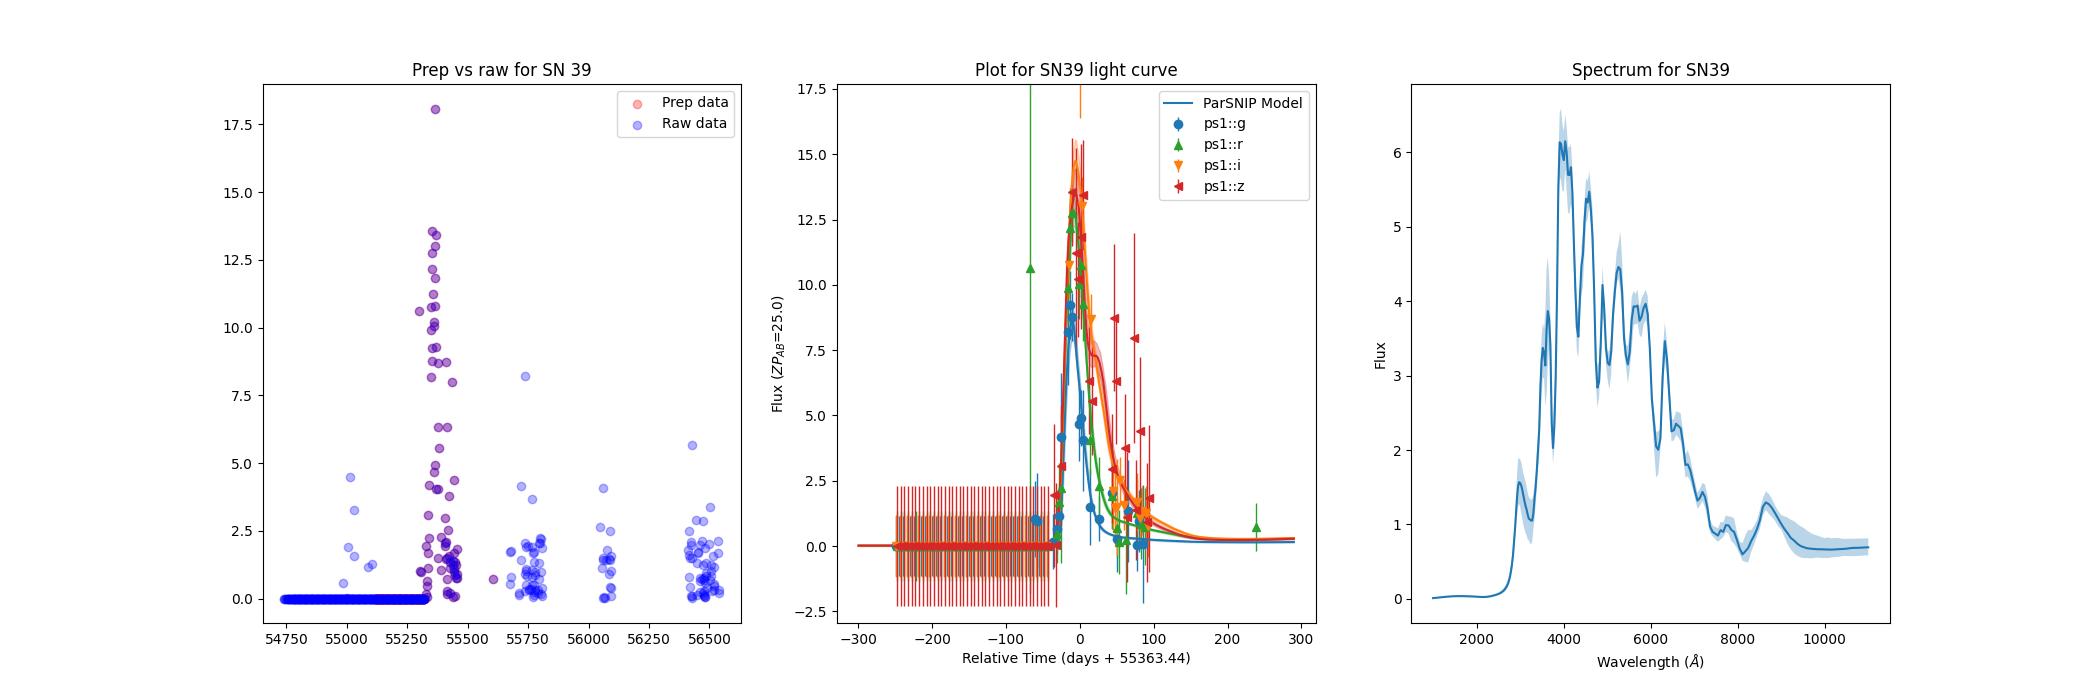 Prep vs raw for SN 39
Prep data
Raw data
17.5
15.0
12.5
10.0
7.5
5.0
2.5
0.0
54750 55000 55250 55500 55750 56000 56250 56500
Plot for SN39 light curve
ParSNIP Model
ps1::g
ps1::r
ps1::i
ps1::z
Flux (ZP_AB=25.0)
17.5
15.0
12.5
10.0
7.5
5.0
2.5
0.0
−2.5
−300 −200 −100 0 100 200 300
Relative Time (days + 55363.44)
Spectrum for SN39
Flux
6
5
4
3
2
1
0
2000 4000 6000 8000 10000
Wavelength (Å)